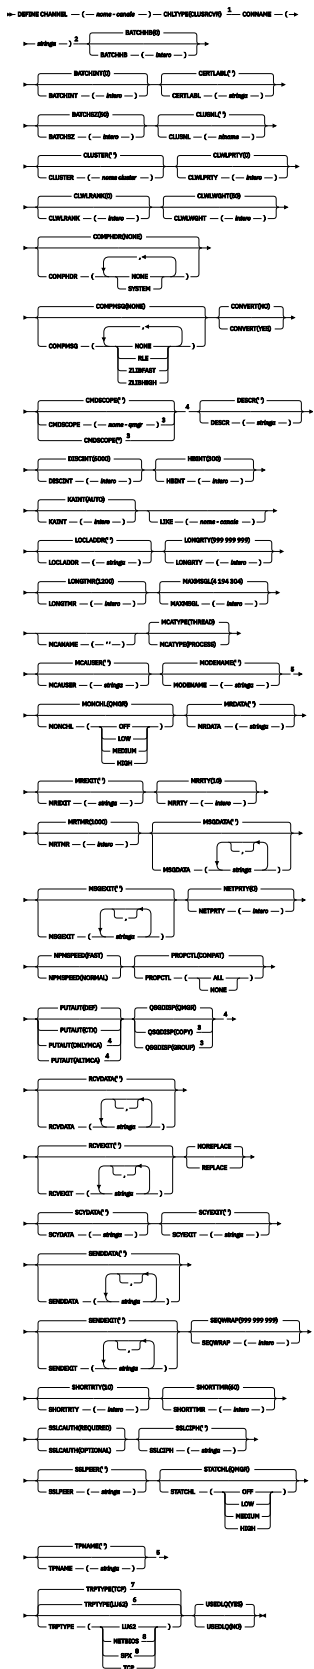 DEFINE CHANNEL ( nome - canale ) CHLTYPE(CLUSRCVR) 1 CONNAME (
BATCHHB(0)
stringa ) 2 BATCHHB ( intero )
BATCHINT(0) CERTLABL(' ')
BATCHINT ( intero ) CERTLABL ( stringa )
BATCHSZ(50) CLUSNL(' ')
BATCHSZ ( intero ) CLUSNL ( nlnome )
CLUSTER(' ') CLWLPRTY(0)
CLUSTER ( nome cluster ) CLWLPRTY ( intero )
CLWLRANK(0) CLWLWGHT(50)
CLWLRANK ( intero ) CLWLWGHT ( intero )
COMPHDR(NONE)
,
COMPHDR ( NONE )
SYSTEM
COMPMSG(NONE) CONVERT(NO)
, CONVERT(YES)
COMPMSG ( NONE )
RLE
ZLIBFAST
ZLIBHIGH
CMDSCOPE(' ') 4 DESCR(' ')
CMDSCOPE ( nome - qmgr ) 3 DESCR ( stringa )
CMDSCOPE(*) 3
DISCINT(6000) HBINT(300)
DISCINT ( intero ) HBINT ( intero )
KAINT(AUTO)
KAINT ( intero ) LIKE ( nome - canale )
LOCLADDR(' ') LONGRTY(999 999 999)
LOCLADDR ( stringa ) LONGRTY ( intero )
LONGTMR(1200) MAXMSGL(4 194 304)
LONGTMR ( intero ) MAXMSGL ( intero )
MCATYPE(THREAD)
MCANAME ( ' ' ) MCATYPE(PROCESS)
MCAUSER(' ') MODENAME(' ')
MCAUSER ( stringa ) MODENAME ( stringa ) 5
MONCHL(QMGR) MRDATA(' ')
MONCHL ( OFF ) MRDATA ( stringa )
LOW
MEDIUM
HIGH
MREXIT(' ') MRRTY(10)
MREXIT ( stringa ) MRRTY ( intero )
MRTMR(1000) MSGDATA(' ')
MRTMR ( intero ) ,
MSGDATA ( stringa )
MSGEXIT(' ') NETPRTY(0)
, NETPRTY ( intero )
MSGEXIT ( stringa )
NPMSPEED(FAST) PROPCTL(COMPAT)
NPMSPEED(NORMAL) PROPCTL ( ALL )
NONE
PUTAUT(DEF) QSGDISP(QMGR) 4
PUTAUT(CTX) QSGDISP(COPY) 3
PUTAUT(ONLYMCA) 4 QSGDISP(GROUP) 3
PUTAUT(ALTMCA) 4
RCVDATA(' ')
,
RCVDATA ( stringa )
RCVEXIT(' ') NOREPLACE
, REPLACE
RCVEXIT ( stringa )
SCYDATA(' ') SCYEXIT(' ')
SCYDATA ( stringa ) SCYEXIT ( stringa )
SENDDATA(' ')
,
SENDDATA ( stringa )
SENDEXIT(' ') SEQWRAP(999 999 999)
, SEQWRAP ( intero )
SENDEXIT ( stringa )
SHORTRTY(10) SHORTTMR(60)
SHORTRTY ( intero ) SHORTTMR ( intero )
SSLCAUTH(REQUIRED) SSLCIPH(' ')
SSLCAUTH(OPTIONAL) SSLCIPH ( stringa )
SSLPEER(' ') STATCHL(QMGR)
SSLPEER ( stringa ) STATCHL ( OFF )
LOW
MEDIUM
HIGH
TPNAME(' ')
TPNAME ( stringa ) 5
TRPTYPE(TCP) 7
TRPTYPE(LU62) 6 USEDLQ(YES)
TRPTYPE ( LU62 ) USEDLQ(NO)
NETBIOS 8
SPX 8
TCP